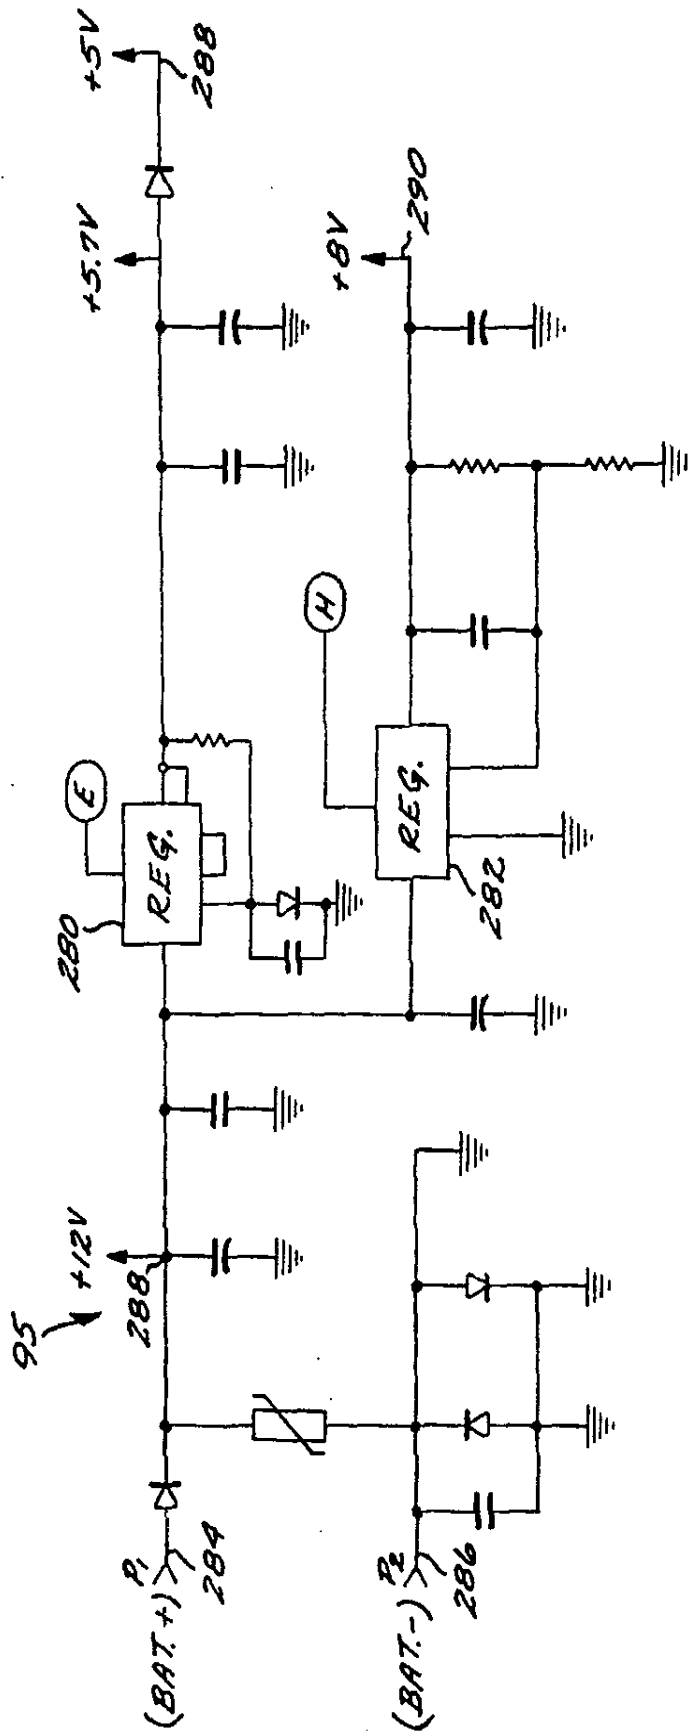 95
+12V
288
(BAT. +)
P1
284
280
REG.
E
+5.7V
+5V
288
(BAT. -)
P2
286
REG.
282
H
+8V
290